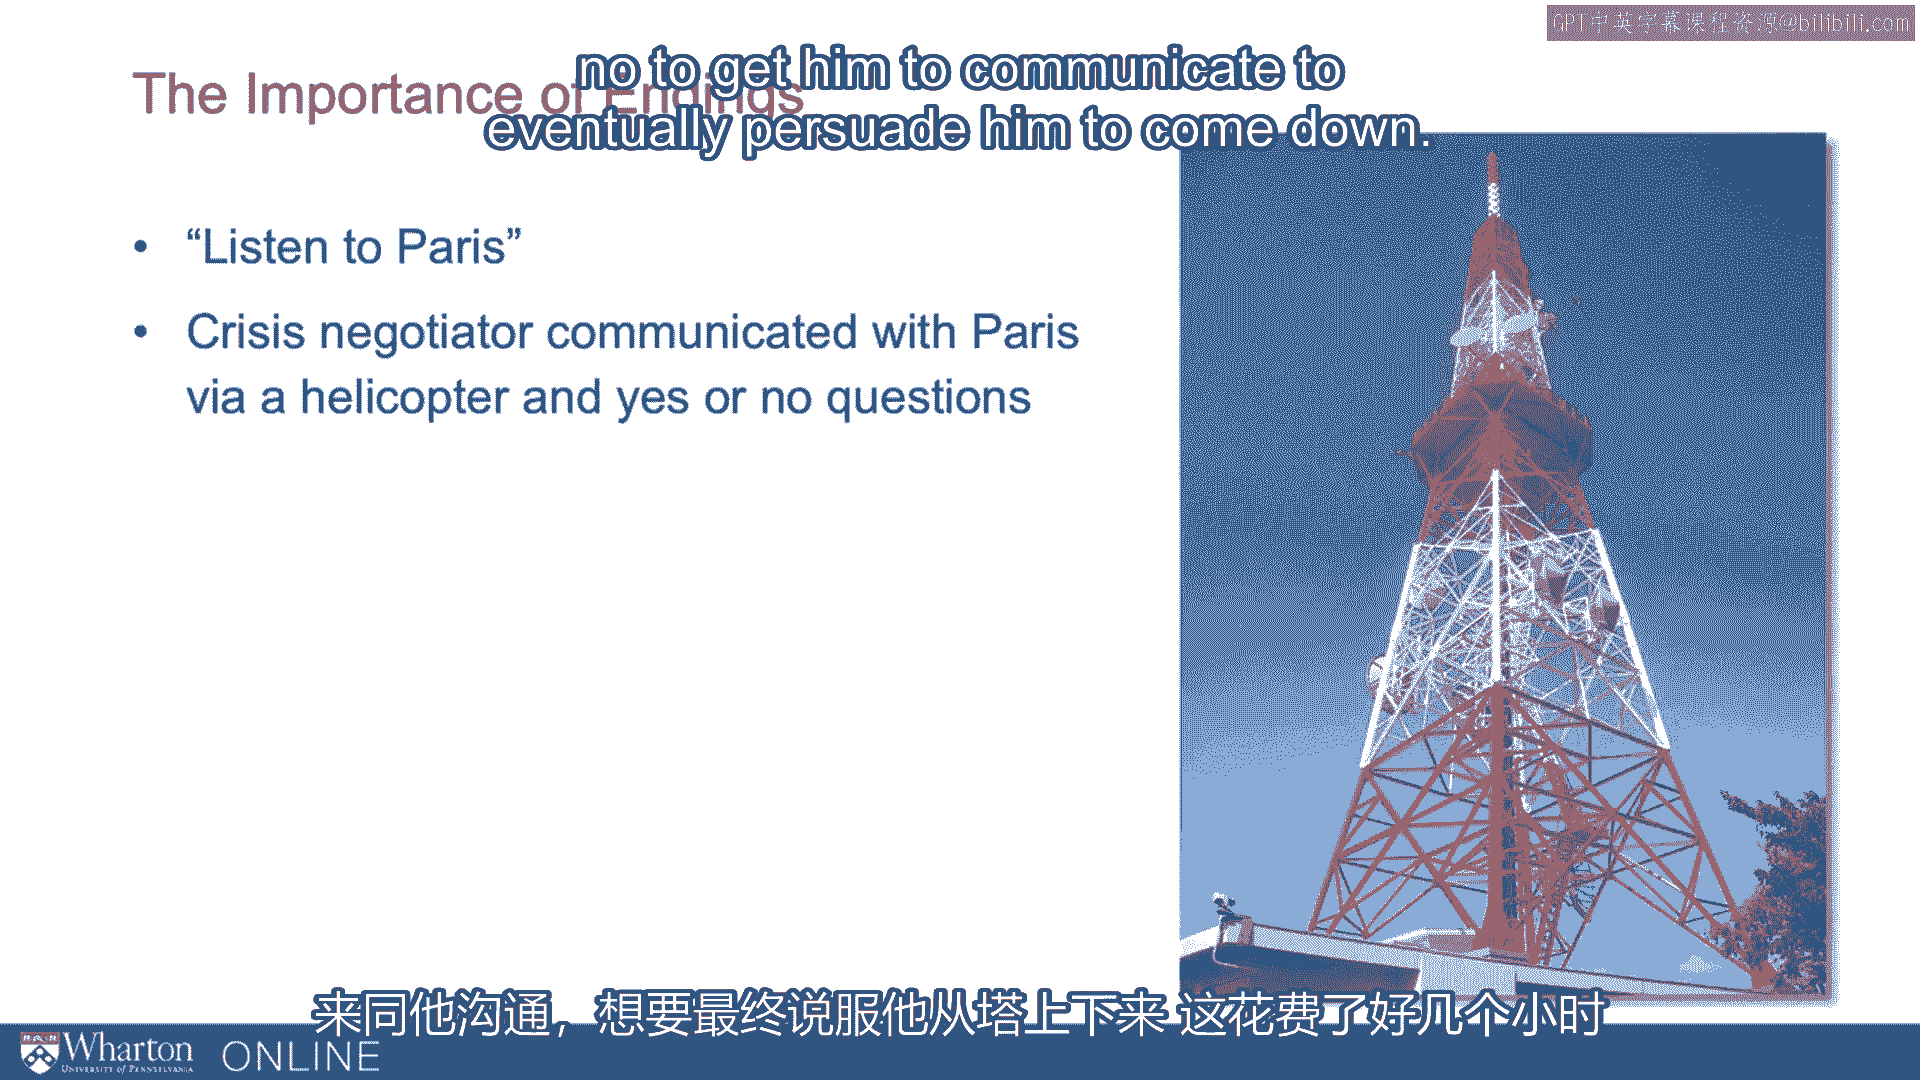 GPT中英字幕课程资源@bilibili.com
no to get him to communicate to
eventually persuade him to come down.
The Importance of Endings
• “Listen to Paris”
• Crisis negotiator communicated with Paris
via a helicopter and yes or no questions
来同他沟通，想要最终说服他从塔上下来 这花费了好几个小时
Wharton ONLINE
UNIVERSITY of PENNSYLVANIA